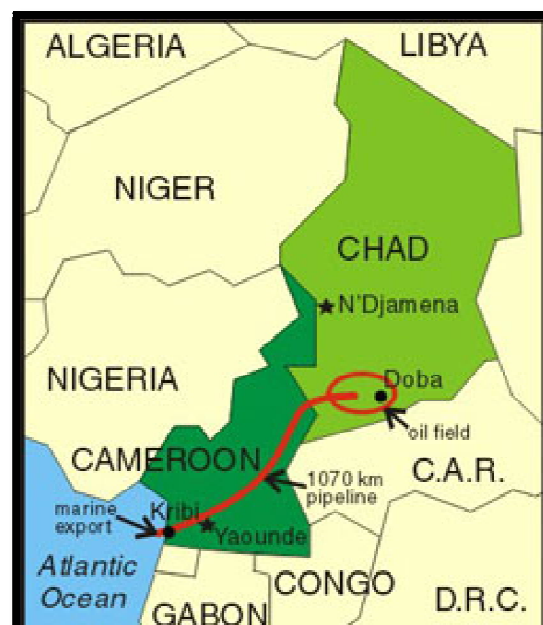 ALGERIA
LIBYA
NIGER
CHAD
N'Djamena
NIGERIA
Doba
oil field
CAMEROON
C.A.R.
1070 km
pipeline
marine
export
Kribi
Yaounde
Atlantic
Ocean
CONGO
GABON
D.R.C.